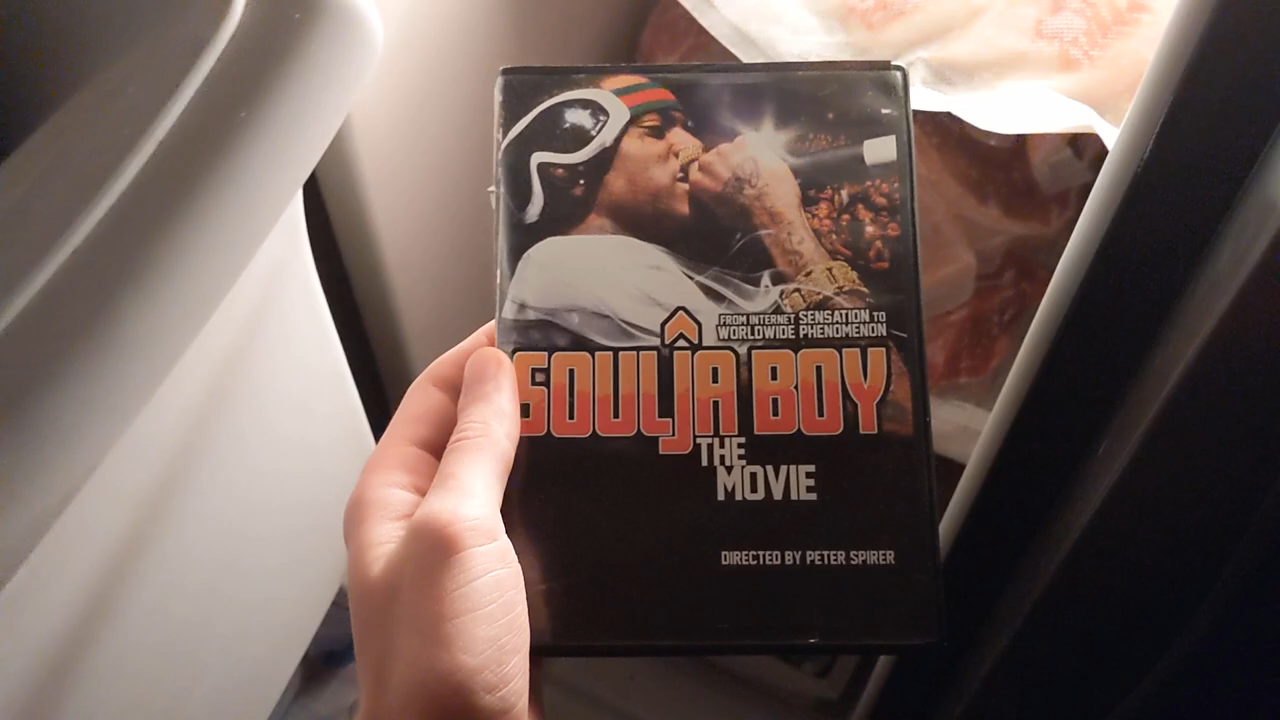 FROM INTERNET SENSATION TO
WORLDWIDE PHENOMENON
SOULJA BOY
THE
MOVIE
DIRECTED BY PETER SPIRER